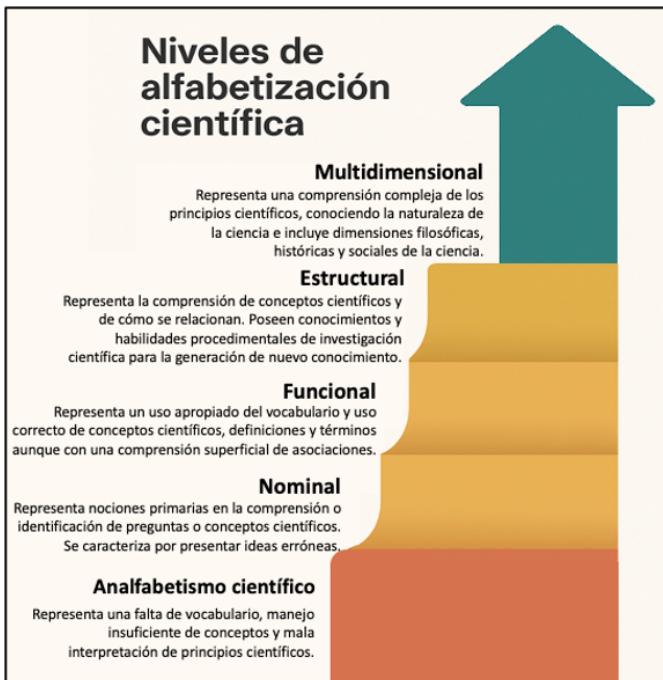 Niveles de
alfabetización
científica
Multidimensional
Representa una comprensión compleja de los
principios científicos, conociendo la naturaleza de
la ciencia e incluye dimensiones filosóficas,
históricas y sociales de la ciencia.
Estructural
Representa la comprensión de conceptos científicos y
de cómo se relacionan. Poseen conocimientos y
habilidades procedimentales de investigación
científica para la generación de nuevo conocimiento.
Funcional
Representa un uso apropiado del vocabulario y uso
correcto de conceptos científicos, definiciones y términos
aunque con una comprensión superficial de asociaciones.
Nominal
Representa nociones primarias en la comprensión o
identificación de preguntas o conceptos científicos.
Se caracteriza por presentar ideas erróneas.
Analfabetismo científico
Representa una falta de vocabulario, manejo
insuficiente de conceptos y mala
interpretación de principios científicos.